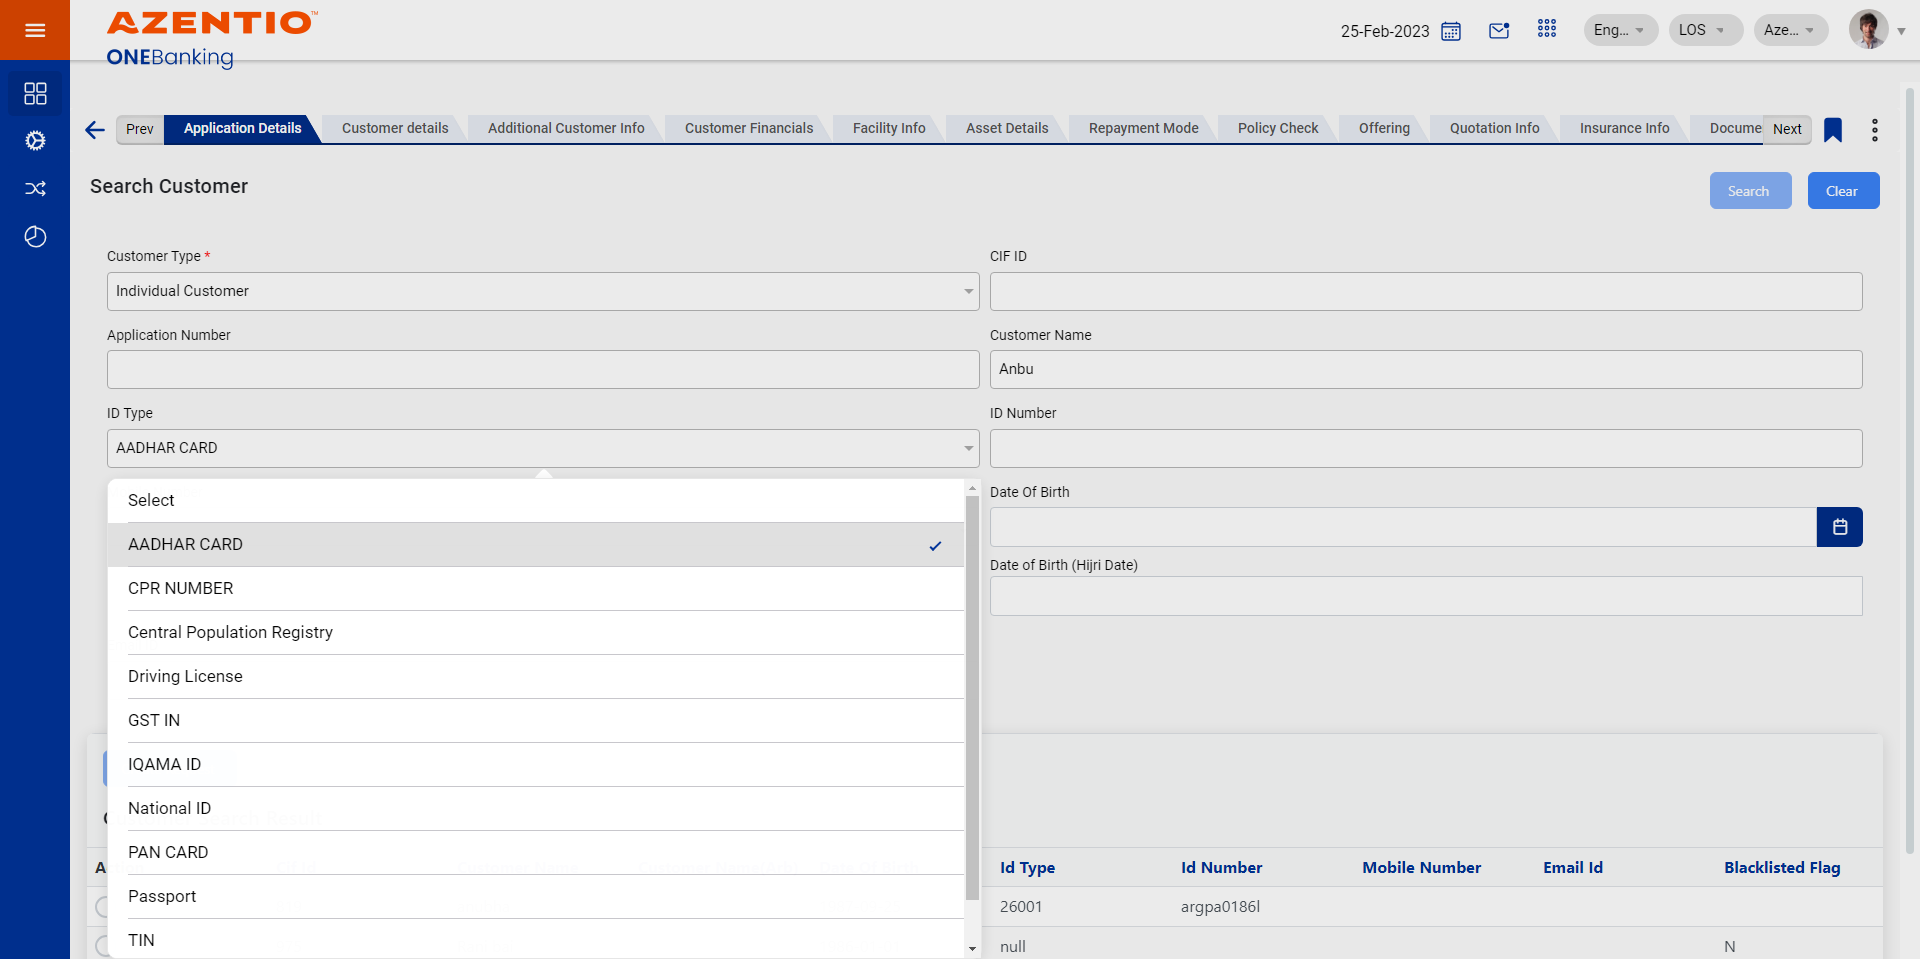 AZENTIO™
ONEBanking
25-Feb-2023
Eng...
LOS
Aze...
Prev
Application Details
Customer details
Additional Customer Info
Customer Financials
Facility Info
Asset Details
Repayment Mode
Policy Check
Offering
Quotation Info
Insurance Info
Docume
Next
Search Customer
Search
Clear
Customer Type *
CIF ID
Individual Customer
Application Number
Customer Name
Anbu
ID Type
ID Number
AADHAR CARD
Select
Date Of Birth
AADHAR CARD
Date of Birth (Hijri Date)
CPR NUMBER
Central Population Registry
Driving License
GST IN
IQAMA ID
National ID
PAN CARD
Passport
TIN
Id Type
Id Number
Mobile Number
Email Id
Blacklisted Flag
26001
argpa0186l
null
N